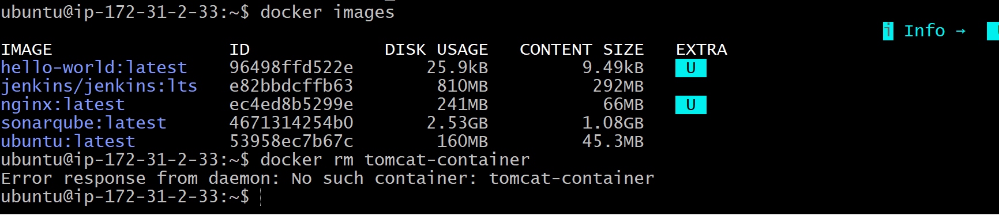 ubuntu@ip-172-31-2-33:~$ docker images
i Info →
IMAGE ID DISK USAGE CONTENT SIZE EXTRA
hello-world:latest 96498ffd522e 25.9kB 9.49kB U
jenkins/jenkins:lts e82bbdcffb63 810MB 292MB
nginx:latest ec4ed8b5299e 241MB 66MB U
sonarqube:latest 4671314254b0 2.53GB 1.08GB
ubuntu:latest 53958ec7b67c 160MB 45.3MB
ubuntu@ip-172-31-2-33:~$ docker rm tomcat-container
Error response from daemon: No such container: tomcat-container
ubuntu@ip-172-31-2-33:~$